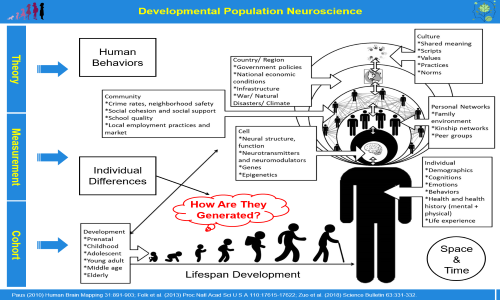 Developmental Population Neuroscience
Theory
Measurement
Cohort
Human
Behaviors
Individual
Differences
How Are They
Generated?
Country/ Region
*Government policies
*National economic
conditions
*Infrastructure
*War/ Natural
Disasters/ Climate
Culture
*Shared meaning
*Scripts
*Values
*Practices
*Norms
Community
*Crime rates, neighborhood safety
*Social cohesion and social support
*School quality
*Local employment practices and
market
Personal Networks
*Family
environment
*Kinship networks
*Peer groups
Cell
*Neural structure,
function
*Neurotransmitters
and neuromodulators
*Genes
*Epigenetics
Individual
*Demographics
*Cognitions
*Emotions
*Behaviors
*Health and health
history (mental +
physical)
*Life experience
Development
*Prenatal
*Childhood
*Adolescent
*Young adult
*Middle age
*Elderly
Lifespan Development
Space
&
Time
Paus (2010) Human Brain Mapping 31:891-903; Falk et al. (2013) Proc Natl Acad Sci U S A 110:17615-17622; Zuo et al. (2018) Science Bulletin 63:331-332.